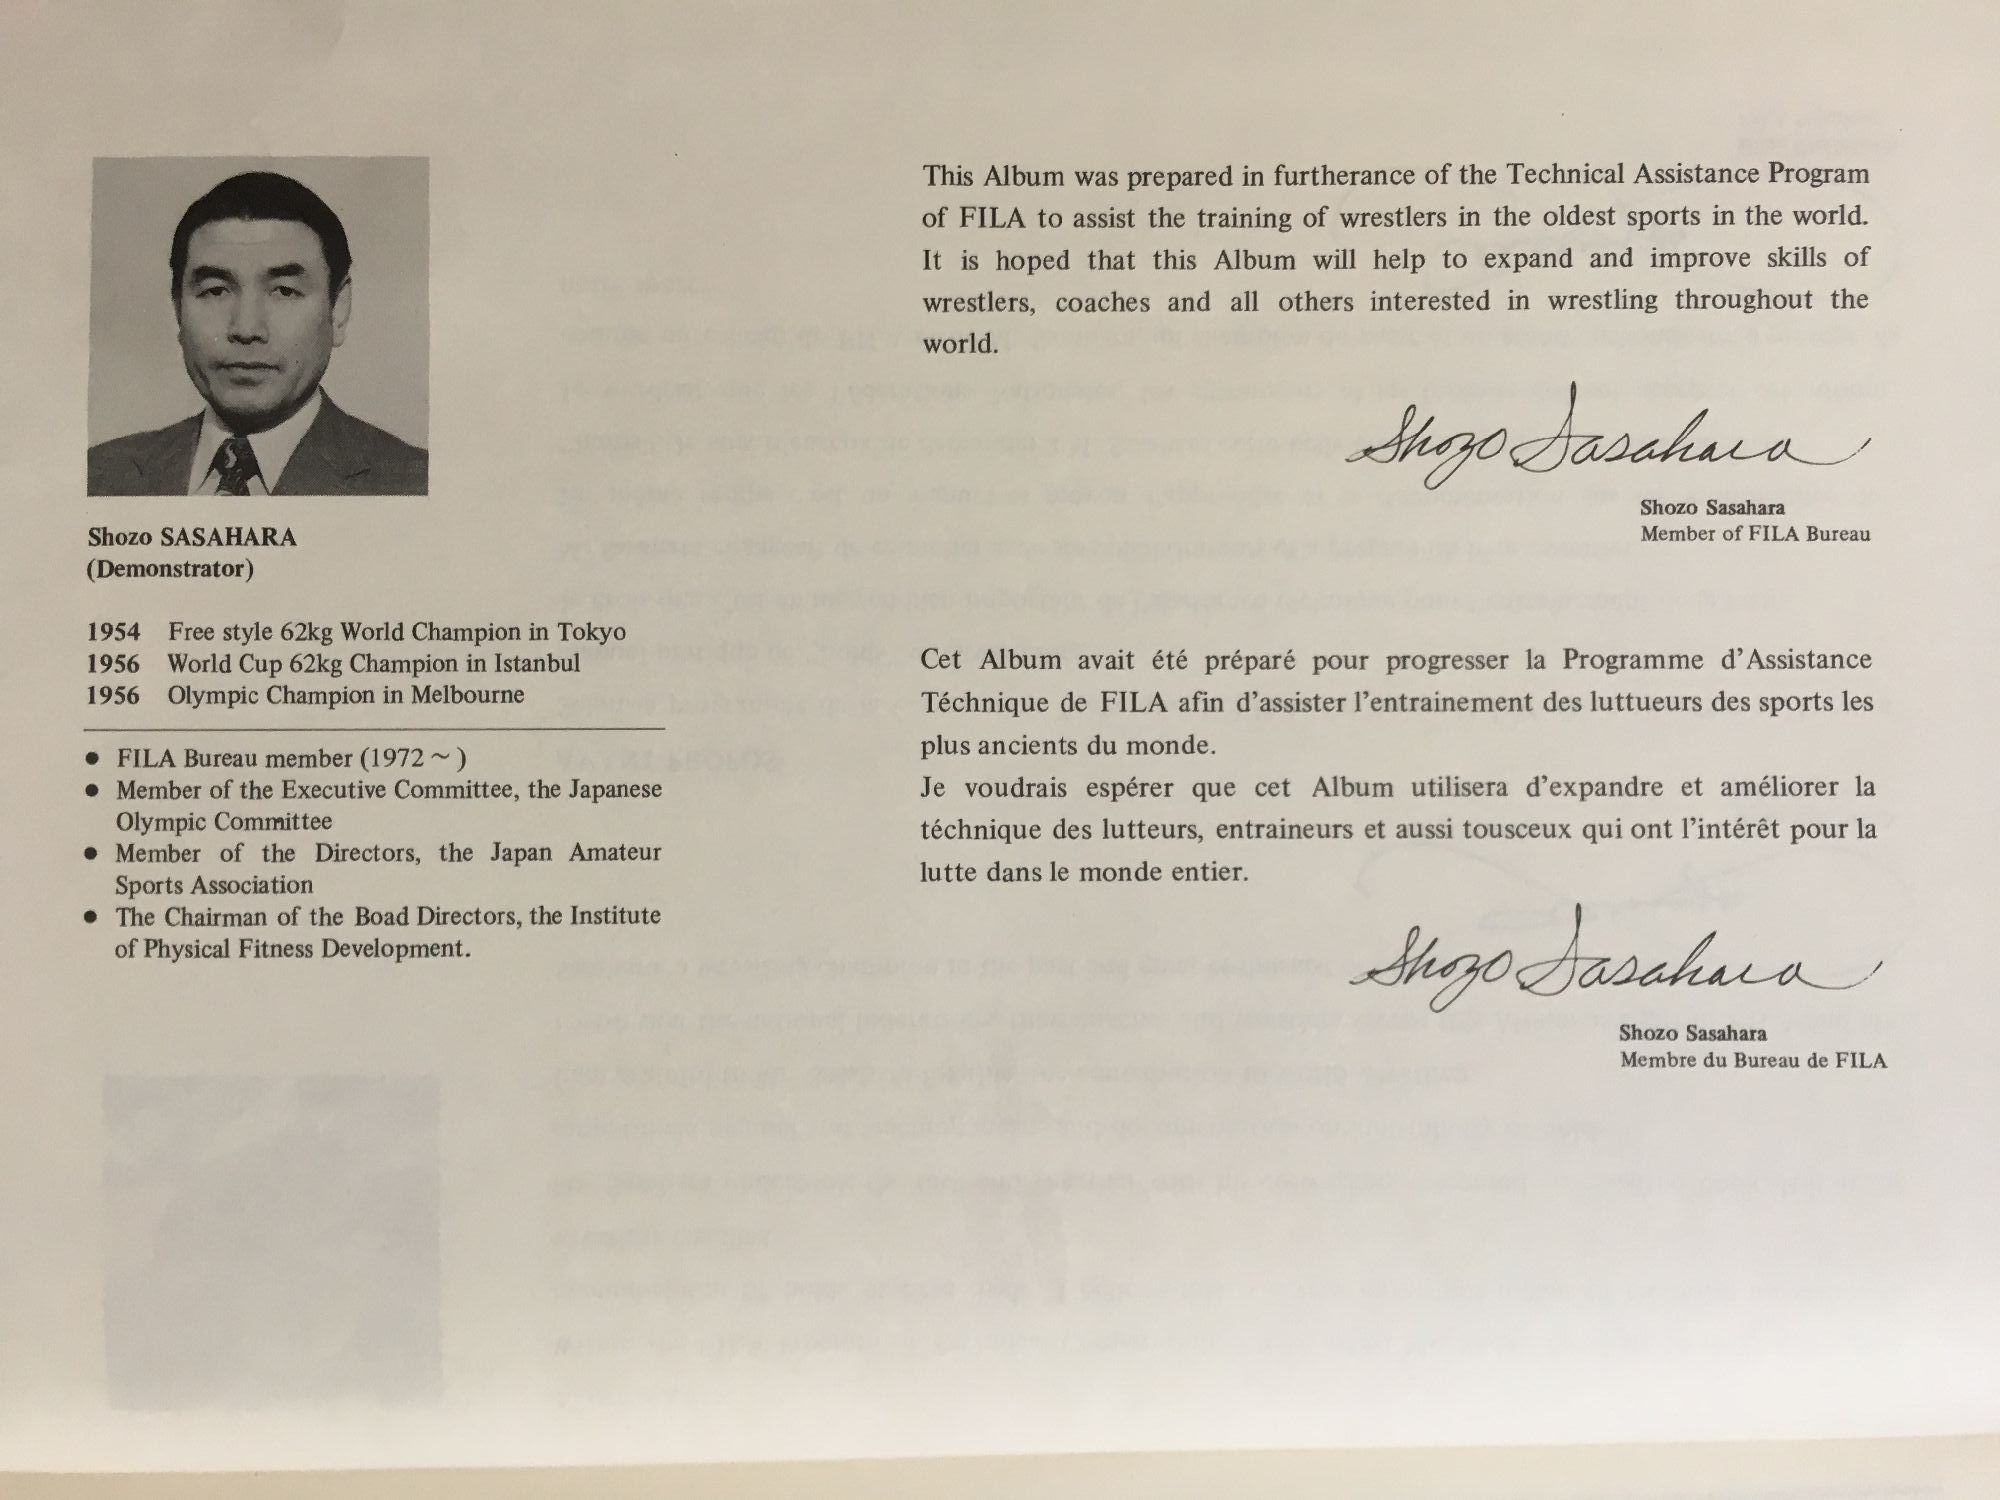 Shozo SASAHARA
(Demonstrator)
1954 Free style 62kg World Champion in Tokyo
1956 World Cup 62kg Champion in Istanbul
1956 Olympic Champion in Melbourne
● FILA Bureau member (1972 ~ )
● Member of the Executive Committee, the Japanese
Olympic Committee
● Member of the Directors, the Japan Amateur
Sports Association
● The Chairman of the Boad Directors, the Institute
of Physical Fitness Development.
This Album was prepared in furtherance of the Technical Assistance Program
of FILA to assist the training of wrestlers in the oldest sports in the world.
It is hoped that this Album will help to expand and improve skills of
wrestlers, coaches and all others interested in wrestling throughout the
world.
Shozo Sasahara
Shozo Sasahara
Member of FILA Bureau
Cet Album avait été préparé pour progresser la Programme d'Assistance
Téchnique de FILA afin d'assister l'entrainement des luttueurs des sports les
plus ancients du monde.
Je voudrais espérer que cet Album utilisera d'expandre et améliorer la
téchnique des lutteurs, entraineurs et aussi tousceux qui ont l'intérêt pour la
lutte dans le monde entier.
Shozo Sasahara
Shozo Sasahara
Membre du Bureau de FILA